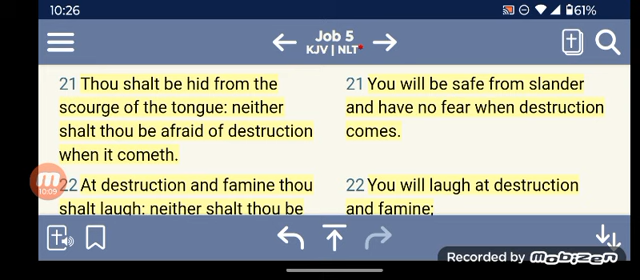 10:26
61%
Job 5
KJV | NLT
21 Thou shalt be hid from the
scourge of the tongue: neither
shalt thou be afraid of destruction
when it cometh.
22 At destruction and famine thou
shalt laugh: neither shalt thou be
21 You will be safe from slander
and have no fear when destruction
comes.
22 You will laugh at destruction
and famine;
10:09
Recorded by mobizen